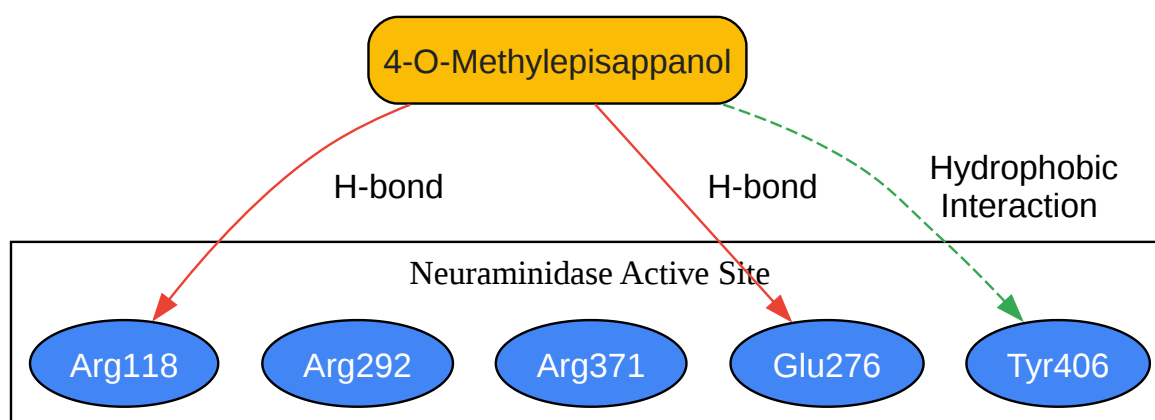 4-O-Methylepisappanol
H-bond
H-bond
Hydrophobic
Interaction
Neuraminidase Active Site
Arg118
Arg292
Arg371
Glu276
Tyr406